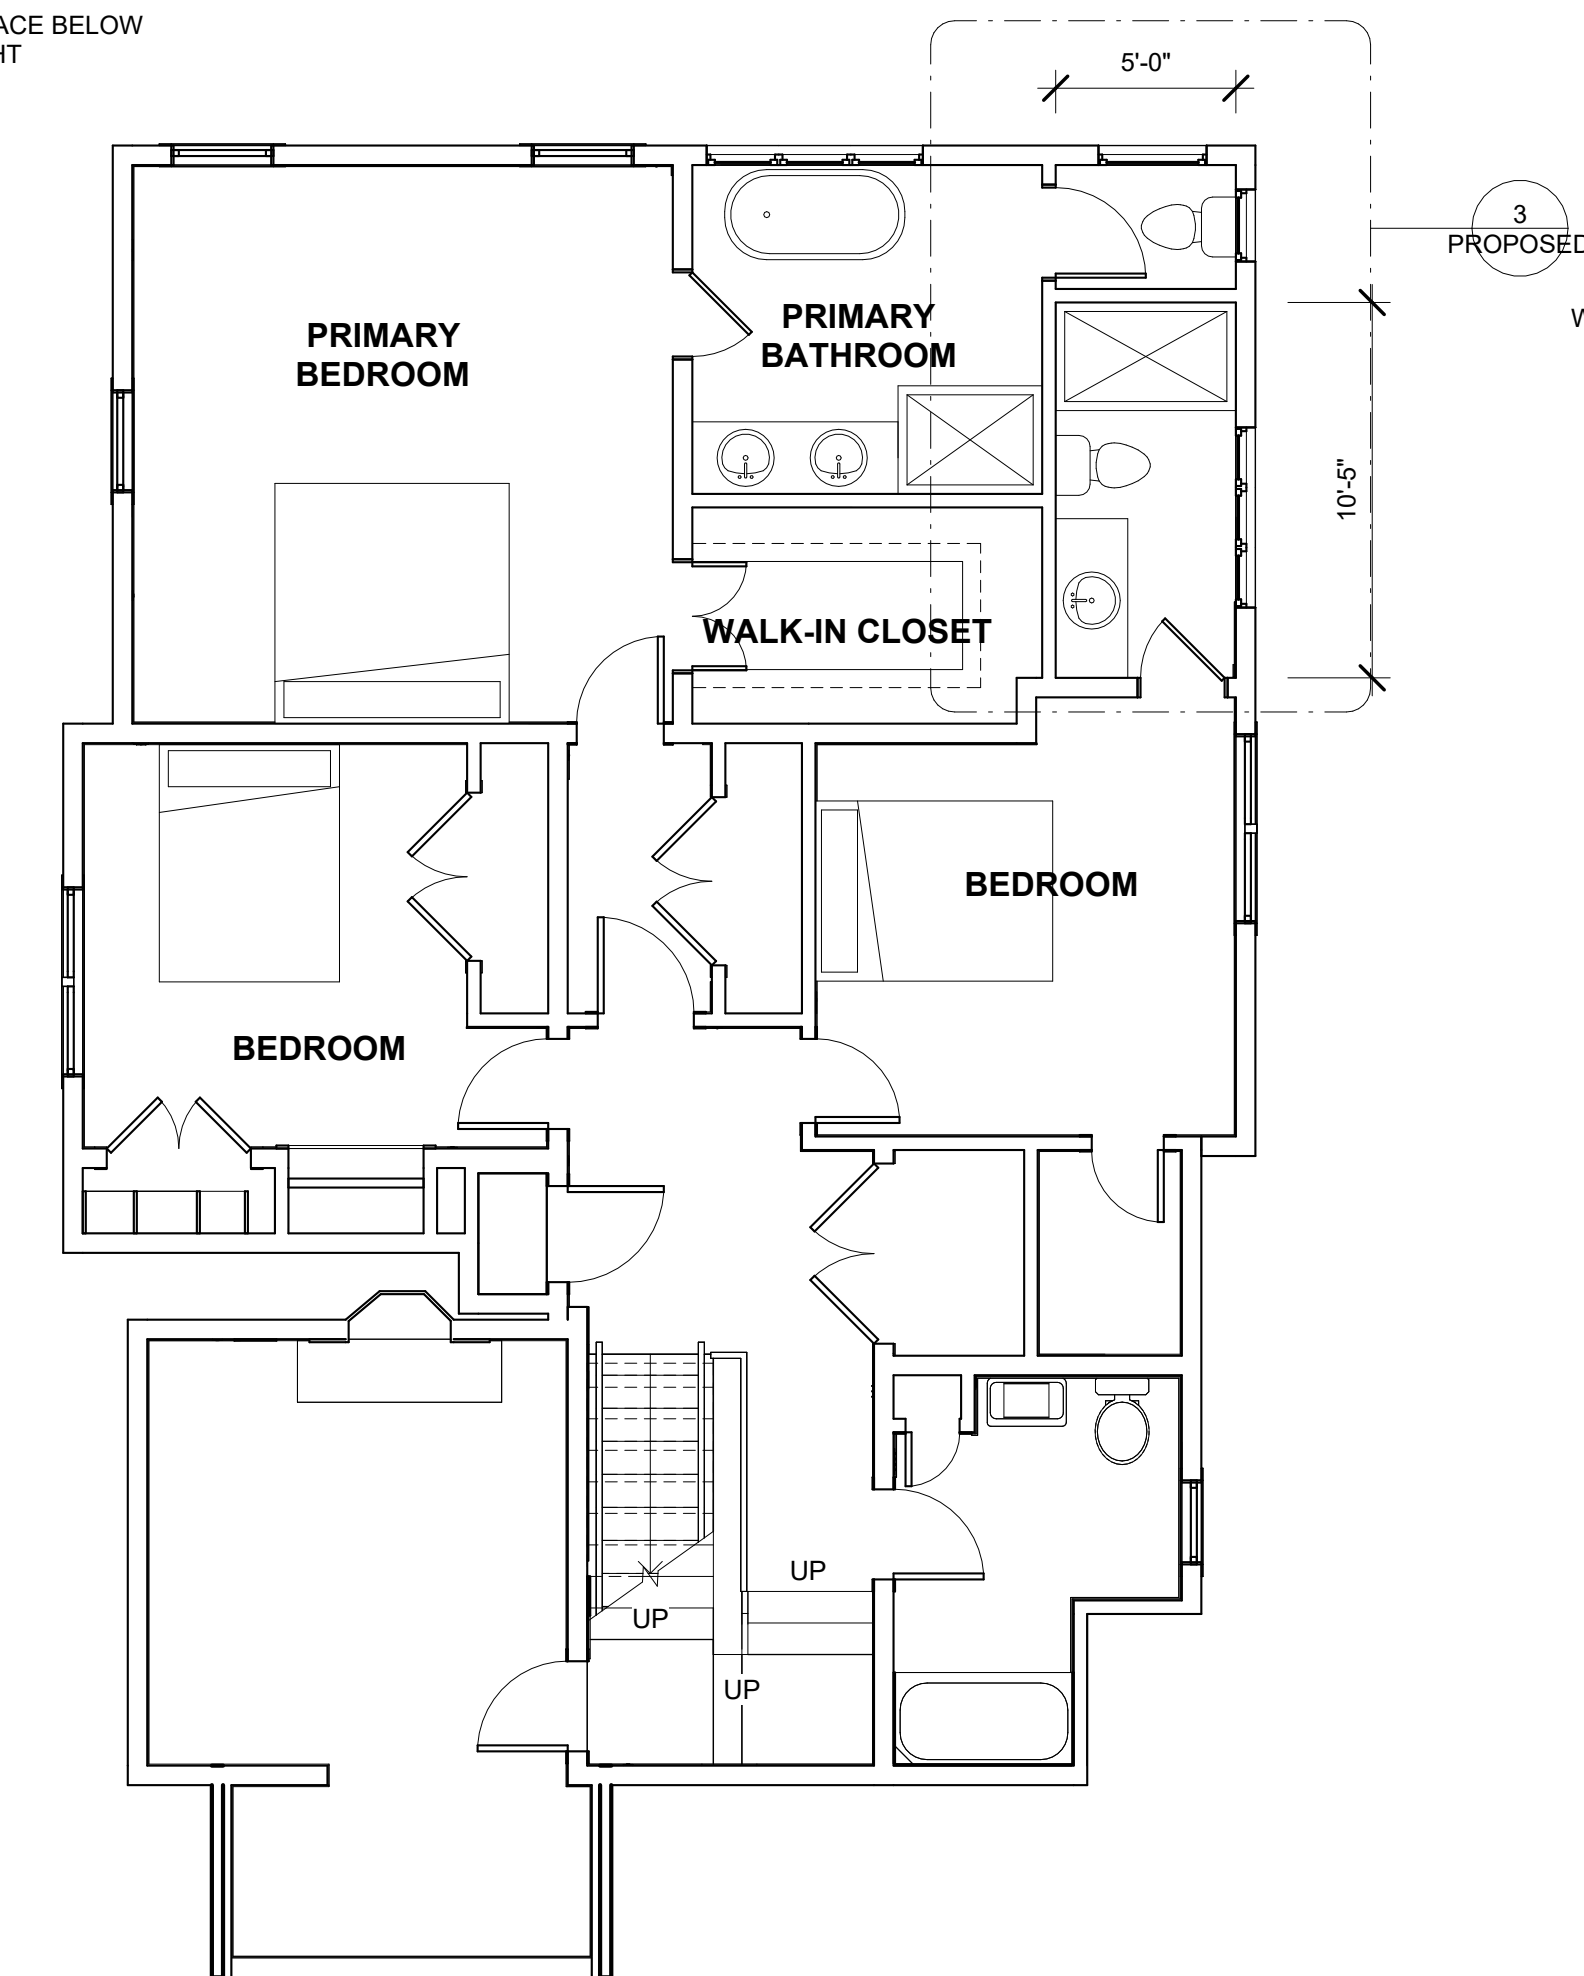 ACE BELOW
HT
5'-0"
3
PROPOSED
W
10'-5"
PRIMARY
BEDROOM
PRIMARY
BATHROOM
WALK-IN CLOSET
BEDROOM
BEDROOM
UP
UP
UP